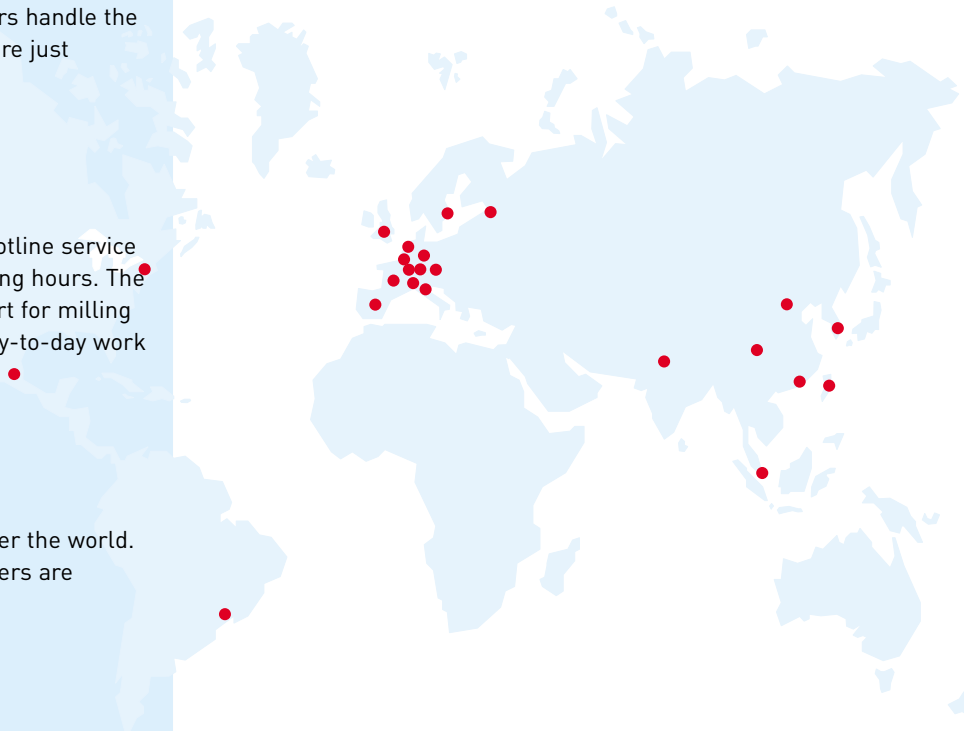 rs handle the
re just
otline service
ng hours. The
rt for milling
y-to-day work
er the world.
ers are